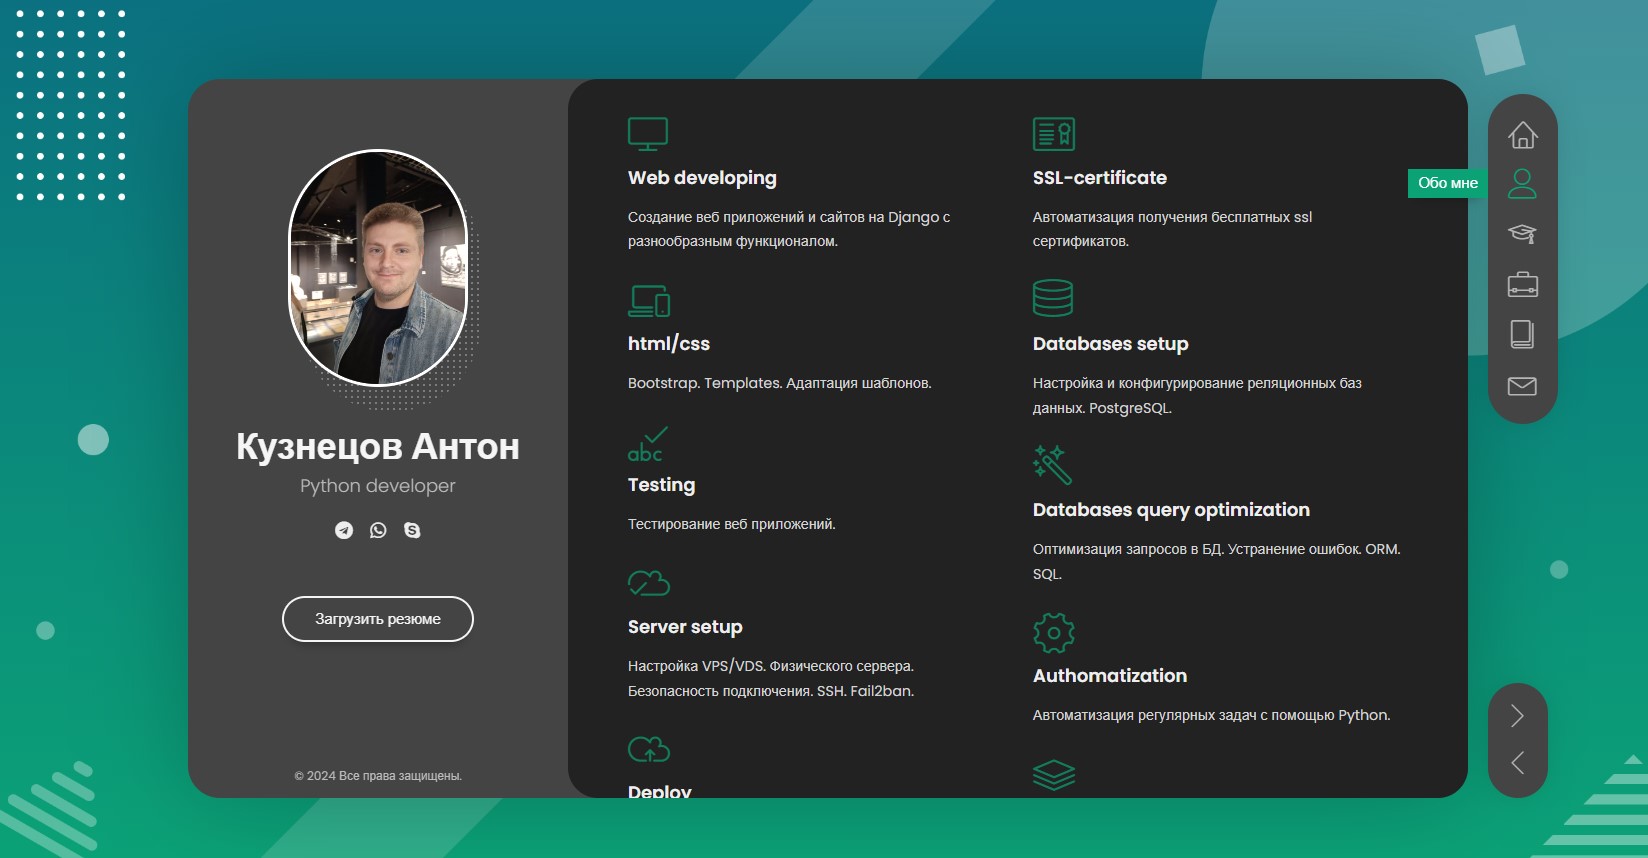 Кузнецов Антон
Python developer
Загрузить резюме
© 2024 Все права защищены.
Web developing
Создание веб приложений и сайтов на Django с
разнообразным функционалом.
html/css
Bootstrap. Templates. Адаптация шаблонов.
abc
Testing
Тестирование веб приложений.
Server setup
Настройка VPS/VDS. Физического сервера.
Безопасность подключения. SSH. Fail2ban.
Deploy
SSL-certificate
Автоматизация получения бесплатных ssl
сертификатов.
Databases setup
Настройка и конфигурирование реляционных баз
данных. PostgreSQL.
Databases query optimization
Оптимизация запросов в БД. Устранение ошибок. ORM.
SQL.
Authomatization
Автоматизация регулярных задач с помощью Python.
Обо мне